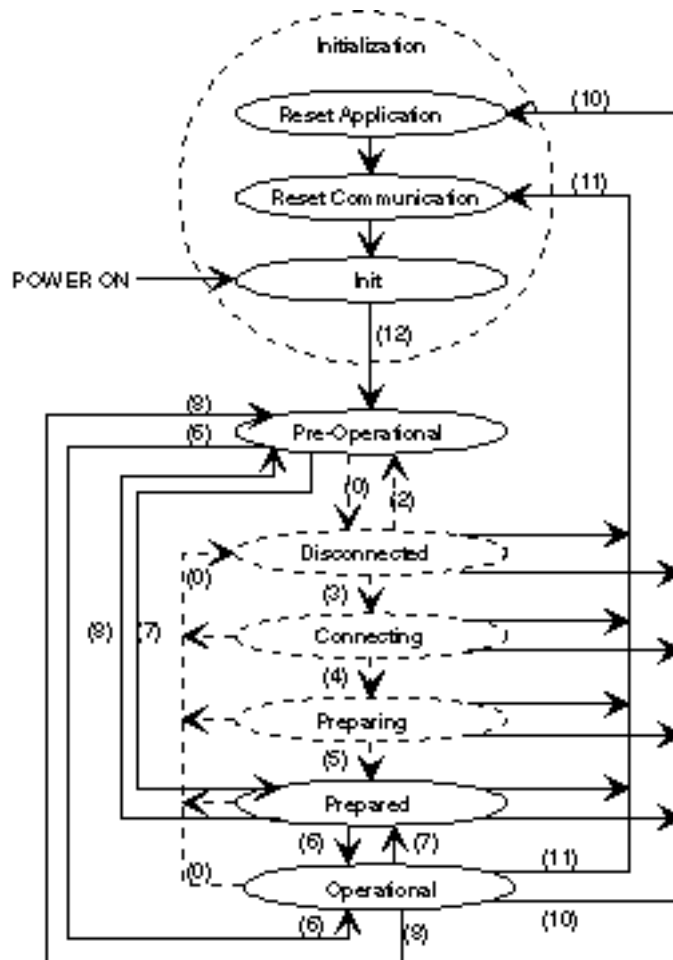 Initialization
Reset Application
(10)
Reset Communication
(11)
POWER ON
Init
(12)
(8)
(6)
Pre-Operational
(0)
(2)
Disconnected
(0)
(3)
(8)
(7)
Connecting
(4)
Preparing
(5)
Prepared
(6)
(7)
(11)
(0)
Operational
(6)
(8)
(10)